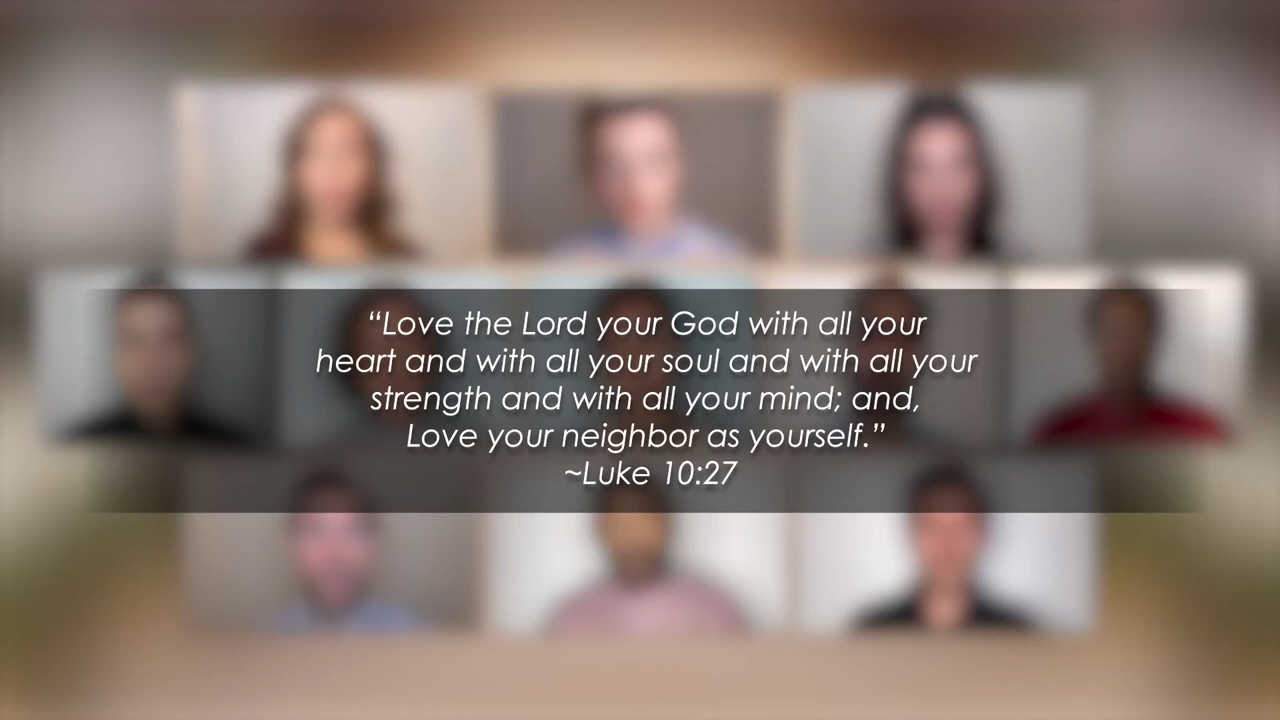 “Love the Lord your God with all your
heart and with all your soul and with all your
strength and with all your mind; and,
Love your neighbor as yourself.”
~Luke 10:27